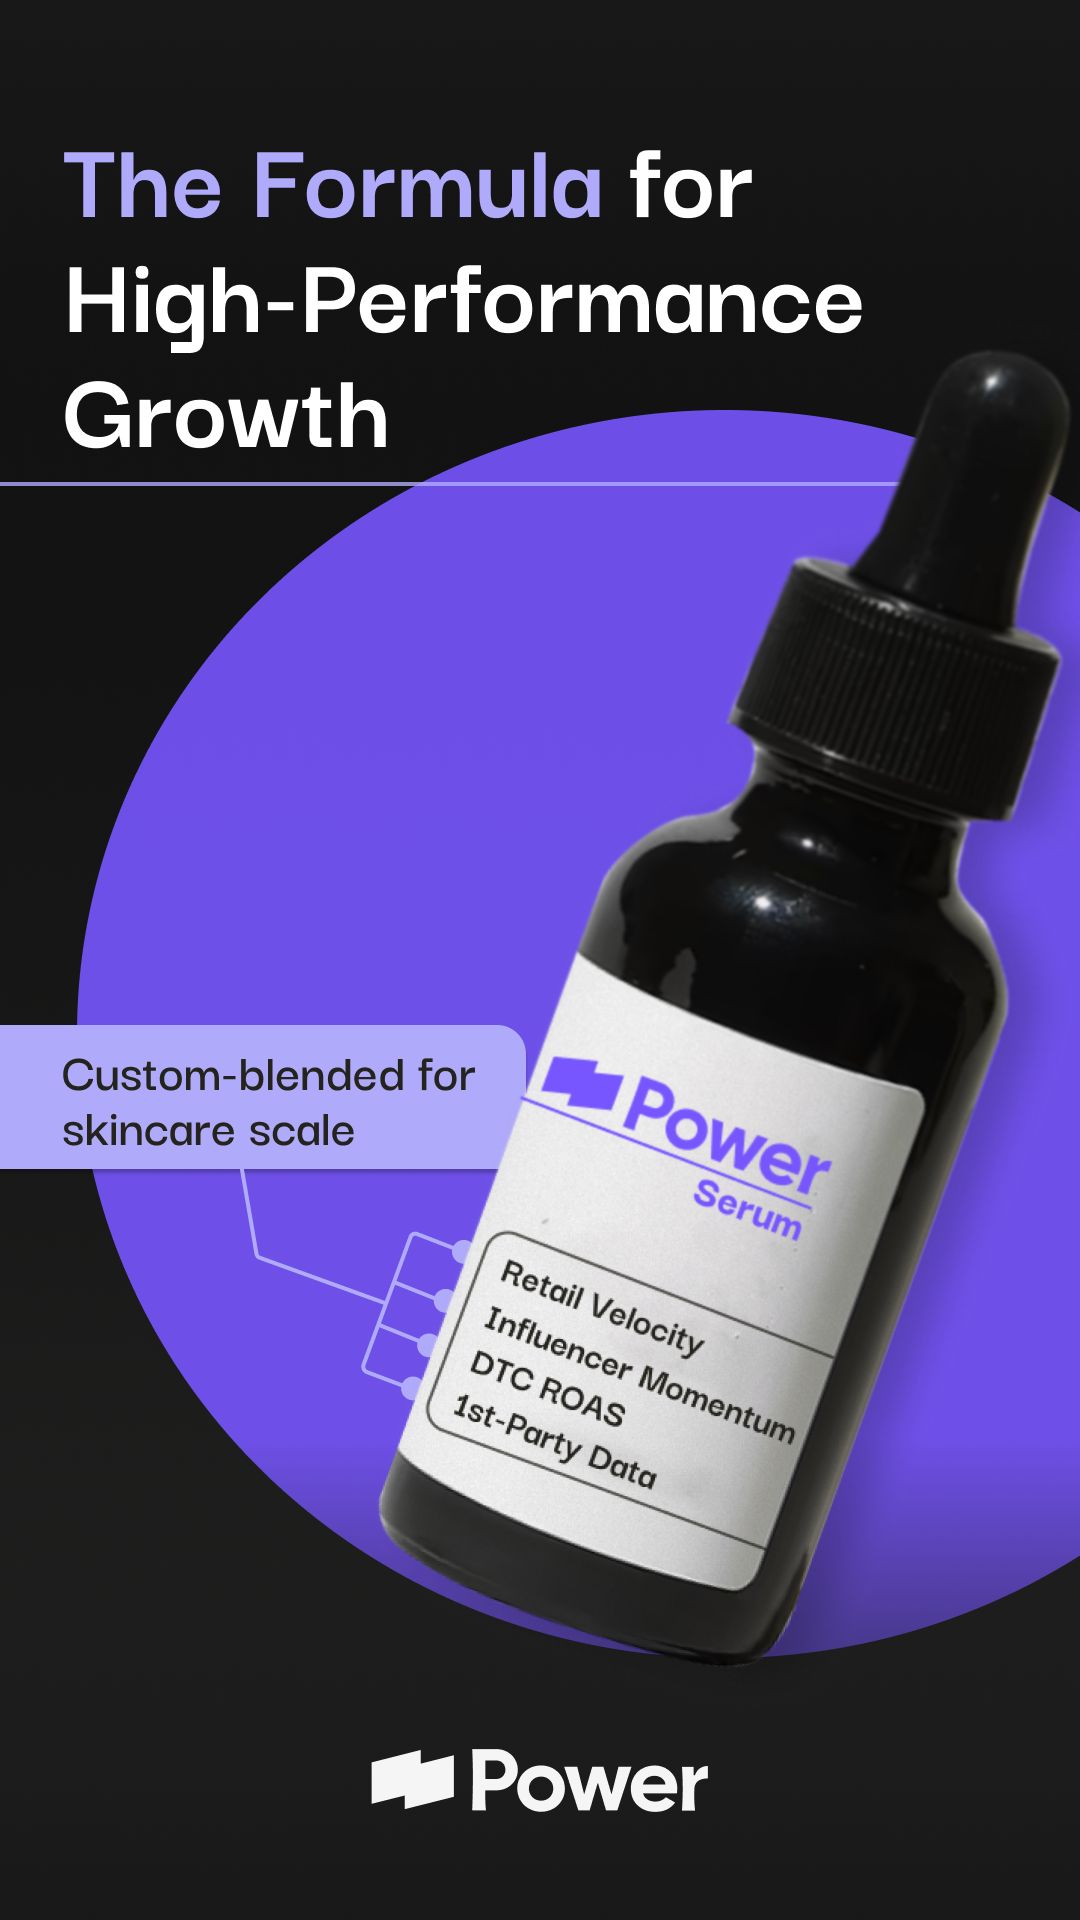 The Formula for
High-Performance
Growth
Custom-blended for
skincare scale
Power
Serum
Retail Velocity
Influencer Momentum
DTC ROAS
1st-Party Data
Power